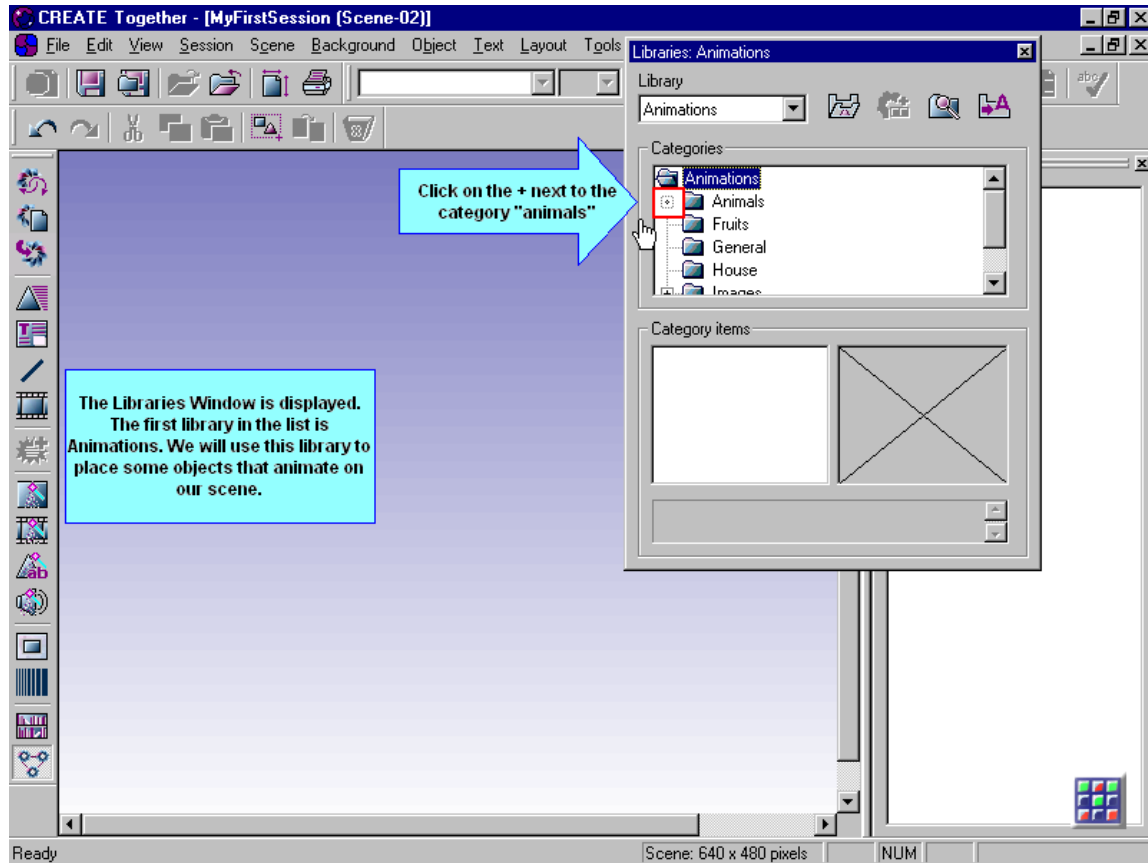 CREATE Together - [MyFirstSession (Scene-02)]
File Edit View Session Scene Background Object Text Layout Tools
Libraries: Animations
Library
Animations
abc
Categories
Animations
Animals
Fruits
General
House
Images
Click on the + next to the
category "animals"
Category items
The Libraries Window is displayed.
The first library in the list is
Animations. We will use this library to
place some objects that animate on
our scene.
Ready
Scene: 640 x 480 pixels
NUM